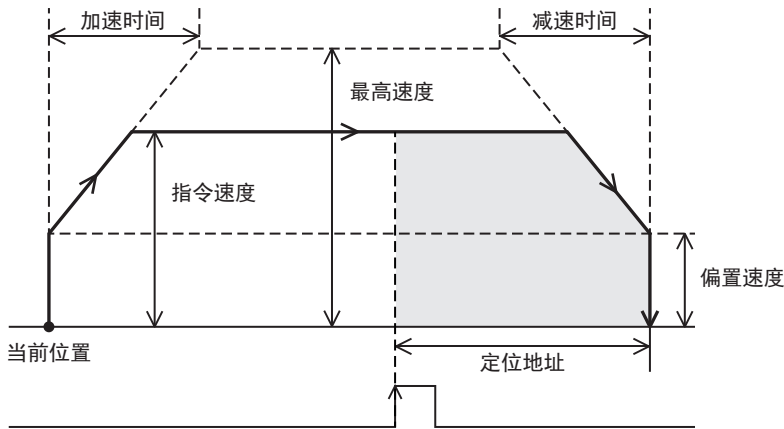 加速时间
减速时间
最高速度
指令速度
偏置速度
当前位置
定位地址